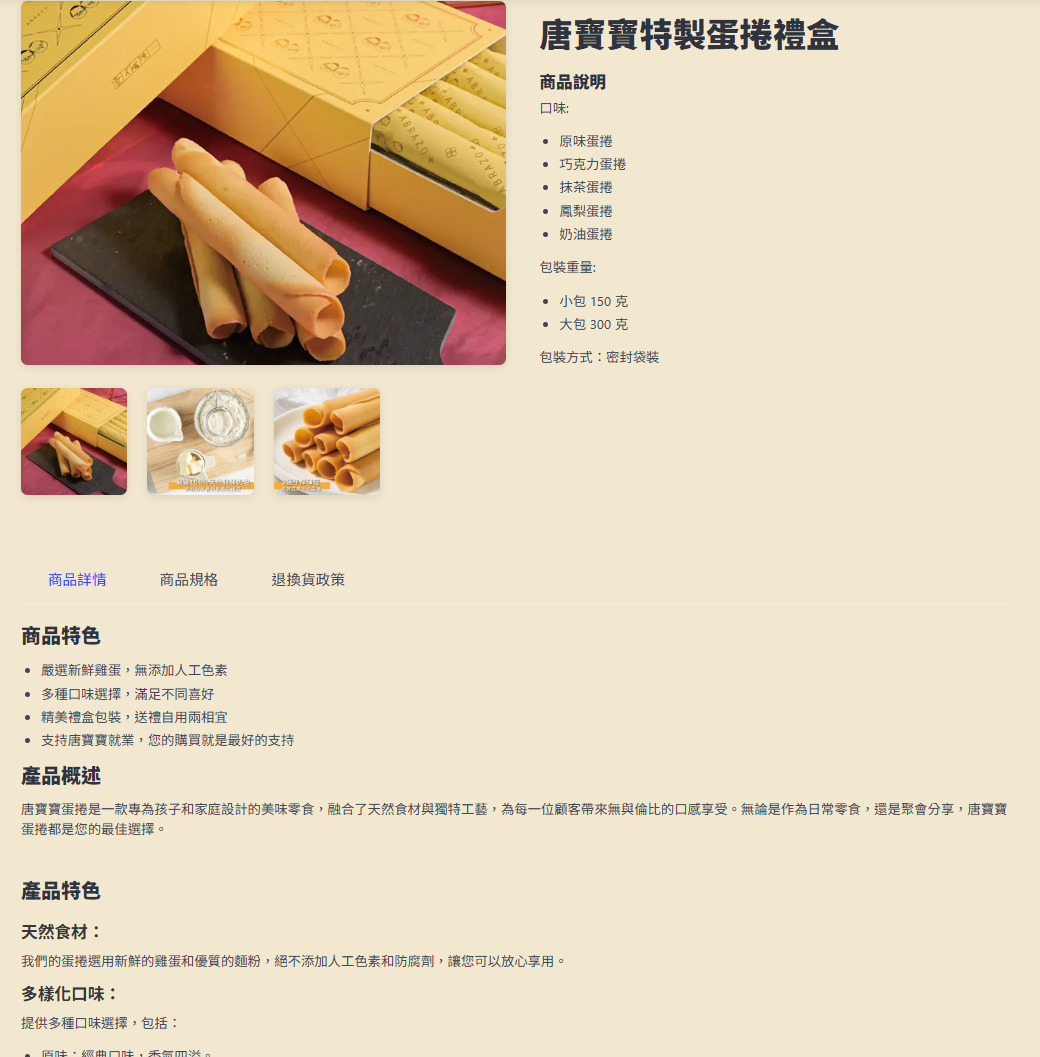 唐寶寶特製蛋捲禮盒
商品說明
口味:
原味蛋捲
巧克力蛋捲
抹茶蛋捲
鳳梨蛋捲
奶油蛋捲
包裝重量:
小包 150 克
大包 300 克
包裝方式：密封袋裝
ABRAZO
ABRAZO
商品詳情
商品規格
退換貨政策
商品特色
嚴選新鮮雞蛋，無添加人工色素
多種口味選擇，滿足不同喜好
精美禮盒包裝，送禮自用兩相宜
支持唐寶寶就業，您的購買就是最好的支持
產品概述
唐寶寶蛋捲是一款專為孩子和家庭設計的美味零食，融合了天然食材與獨特工藝，為每一位顧客帶來無與倫比的口感享受。無論是作為日常零食，還是聚會分享，唐寶寶
蛋捲都是您的最佳選擇。
產品特色
天然食材：
我們的蛋捲選用新鮮的雞蛋和優質的麵粉，絕不添加人工色素和防腐劑，讓您可以放心享用。
多樣化口味：
提供多種口味選擇，包括：
原味：經典口味，香氣四溢。